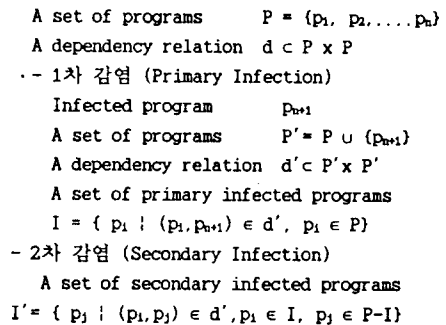 A set of programs P = {p₁, p₂,....pₙ}
A dependency relation d ⊂ P x P
- 1차 감염 (Primary Infection)
Infected program pₙ₊₁
A set of programs P′= P ∪ {pₙ₊₁}
A dependency relation d′⊂ P′x P′
A set of primary infected programs
I = { pᵢ ¦ (pᵢ,pₙ₊₁) ∈ d′, pᵢ ∈ P}
- 2차 감염 (Secondary Infection)
A set of secondary infected programs
I′= { pⱼ ¦ (pᵢ,pⱼ) ∈ d′,pᵢ ∈ I, pⱼ ∈ P-I}